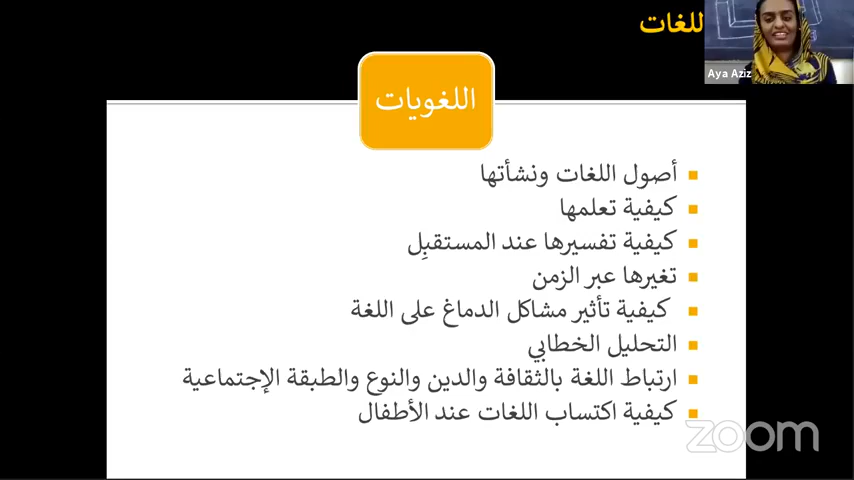 اللغات
Aya Aziz
اللغويات
أصول اللغات ونشأتها
كيفية تعلمها
كيفية تفسيرها عند المستقبِل
تغيرها عبر الزمن
كيفية تأثير مشاكل الدماغ على اللغة
التحليل الخطابي
ارتباط اللغة بالثقافة والدين والنوع والطبقة الإجتماعية
كيفية اكتساب اللغات عند الأطفال
zoom